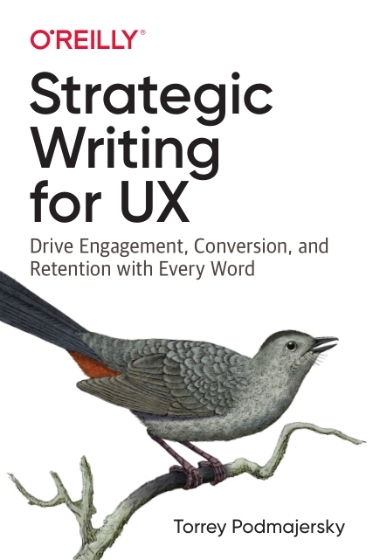 O'REILLY®
Strategic
Writing
for UX
Drive Engagement, Conversion, and
Retention with Every Word
Torrey Podmajersky